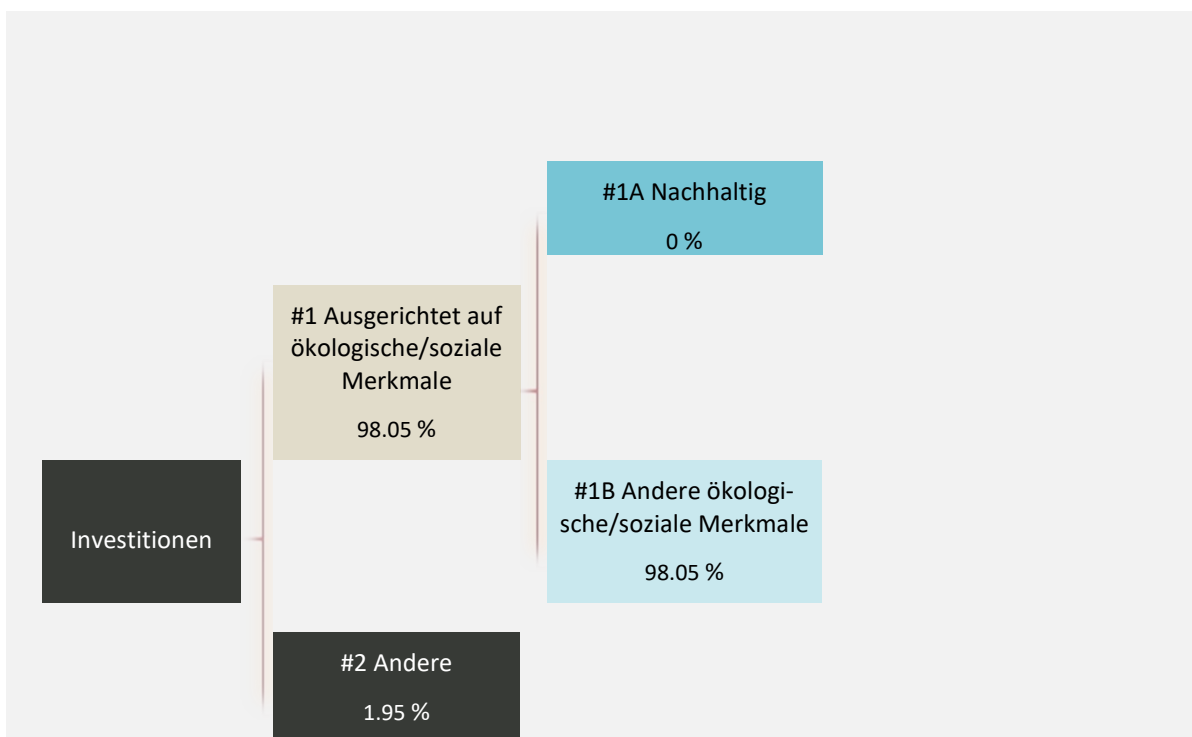 #1A Nachhaltig
0 %
#1 Ausgerichtet auf
ökologische/soziale
Merkmale
98.05 %
#1B Andere ökologi-
sche/soziale Merkmale
98.05 %
Investitionen
#2 Andere
1.95 %